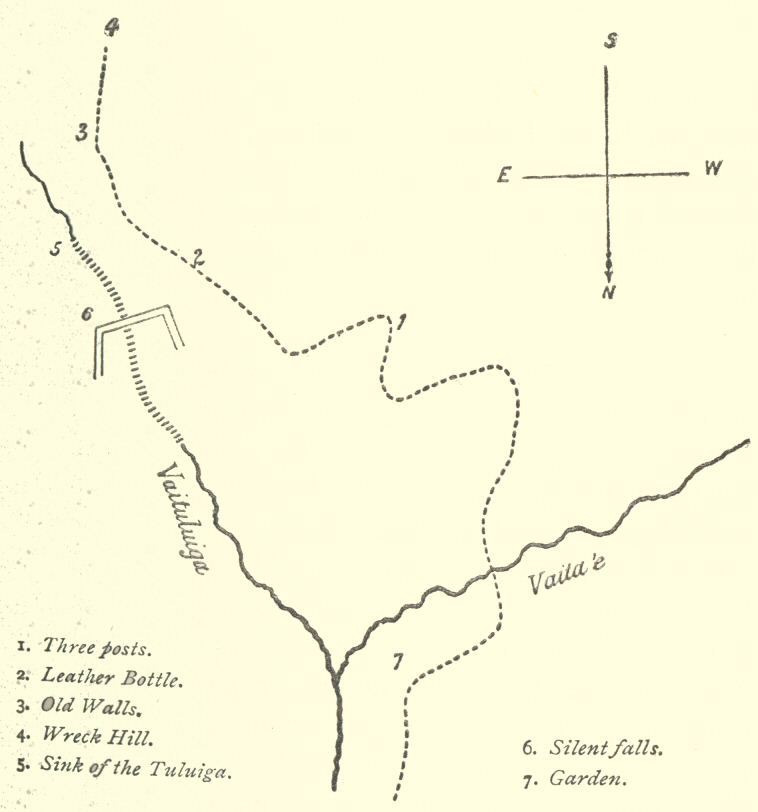 4
S
3
E W
5
2
N
6
1
Vaituluiga
Vaita'e
7
1. Three posts.
2. Leather Bottle.
3. Old Walls.
4. Wreck Hill.
5. Sink of the Tuluiga.
6. Silent falls.
7. Garden.